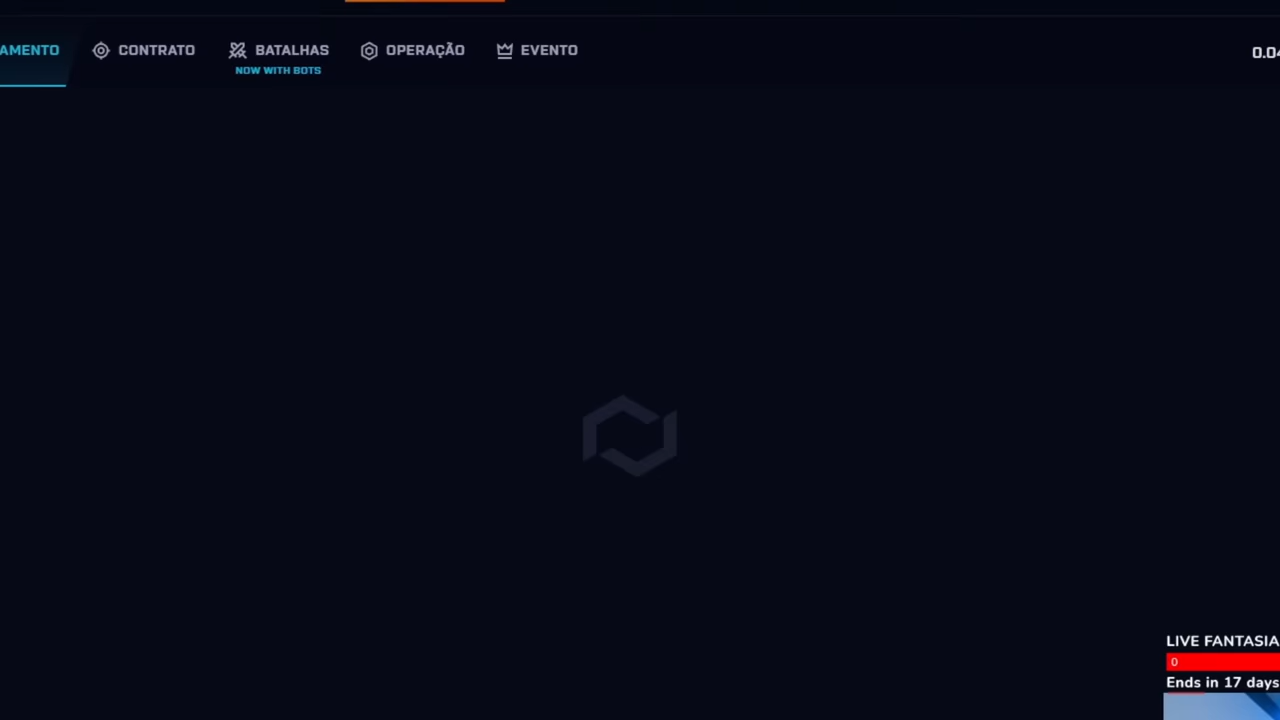 AMENTO
CONTRATO
BATALHAS
OPERAÇÃO
EVENTO
NOW WITH BOTS
0.04
LIVE FANTASIA
0
Ends in 17 days